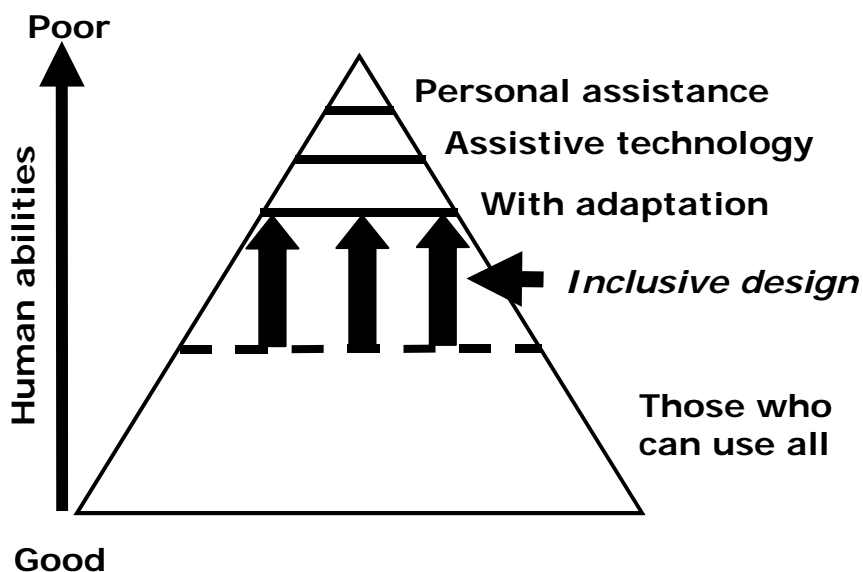 Poor
Personal assistance
Assistive technology
With adaptation
Inclusive design
Human abilities
Those who
can use all
Good